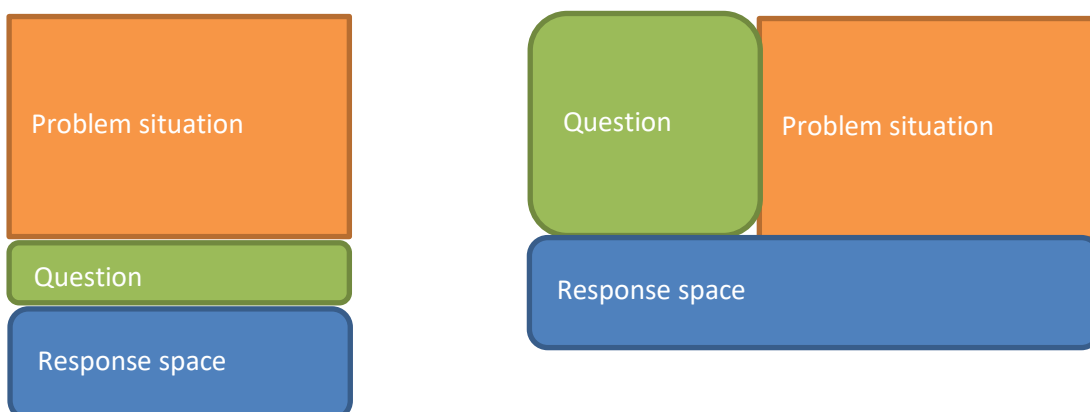 Problem situation
Question
Response space
Question
Problem situation
Response space